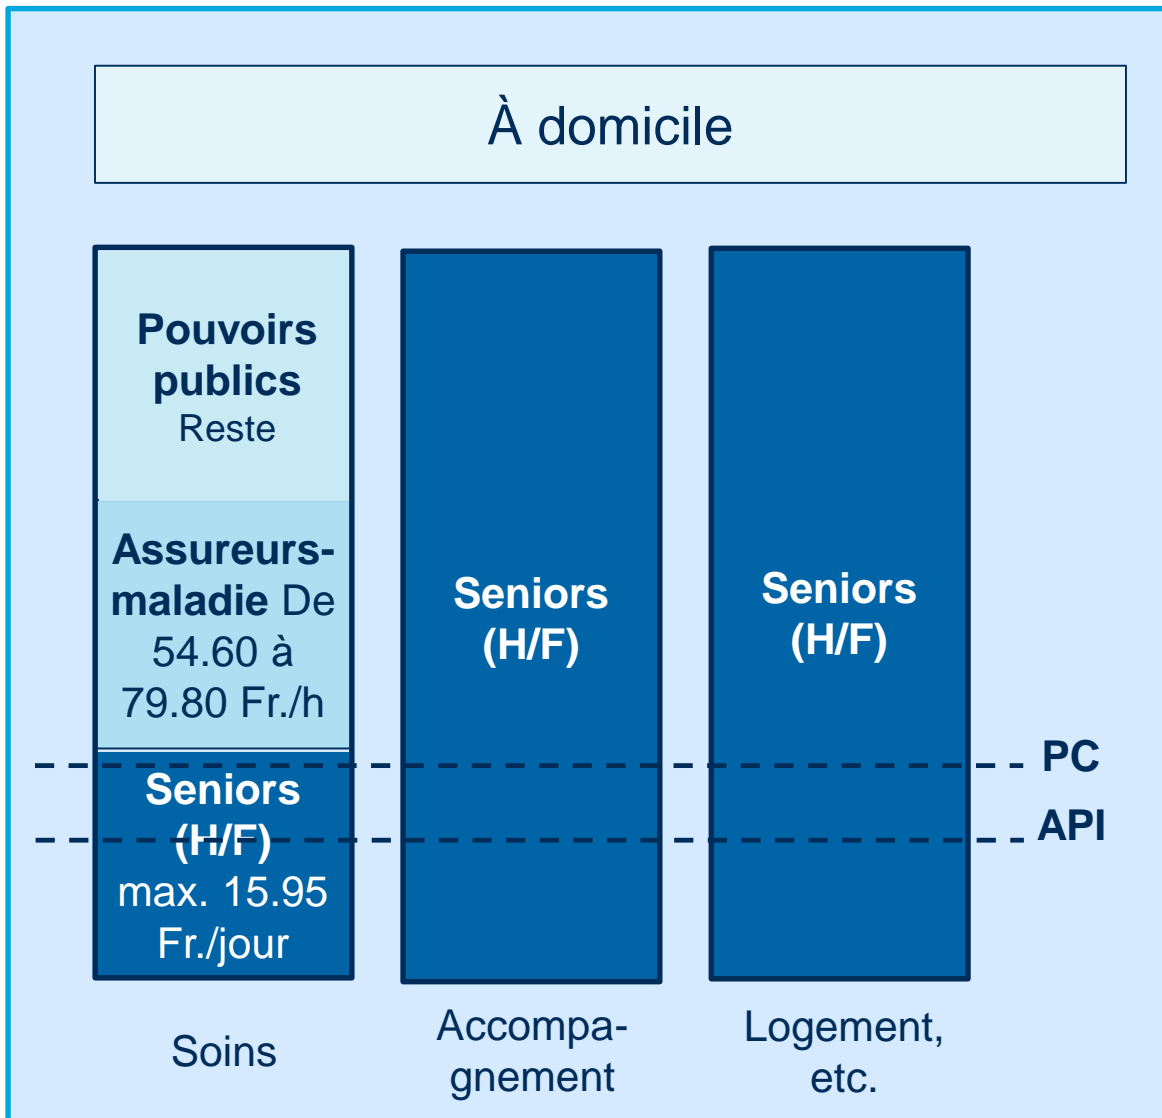 À domicile
Pouvoirs
publics
Reste
Assureurs-
maladie De
54.60 à
79.80 Fr./h
Seniors
(H/F)
max. 15.95
Fr./jour
Seniors
(H/F)
Seniors
(H/F)
PC
API
Soins
Accompa-
gnement
Logement,
etc.